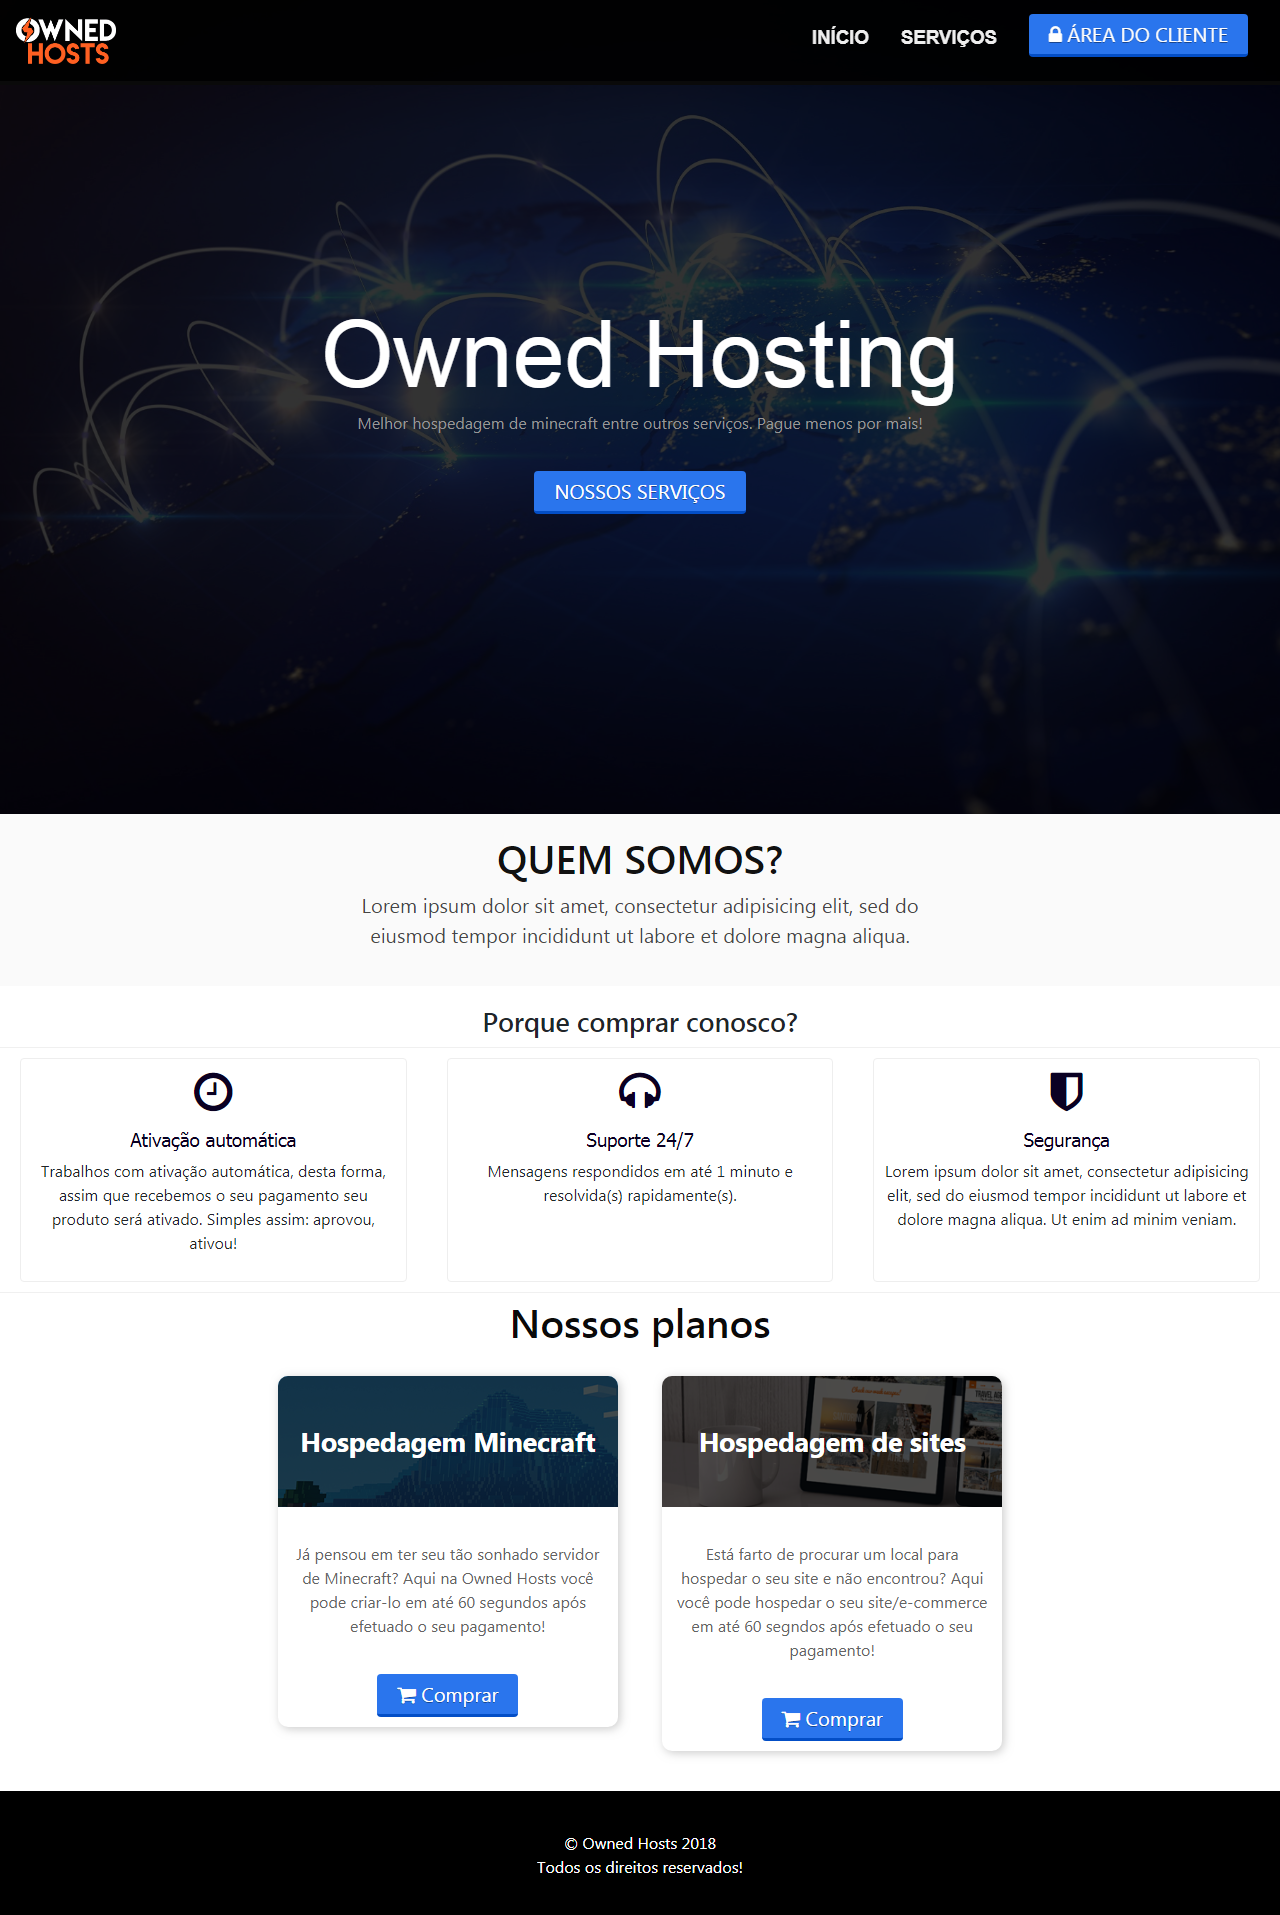 OWNED
HOSTS
INÍCIO
SERVIÇOS
ÁREA DO CLIENTE
Owned Hosting
Melhor hospedagem de minecraft entre outros serviços. Pague menos por mais!
NOSSOS SERVIÇOS
QUEM SOMOS?
Lorem ipsum dolor sit amet, consectetur adipisicing elit, sed do
eiusmod tempor incididunt ut labore et dolore magna aliqua.
Porque comprar conosco?
Ativação automática
Trabalhos com ativação automática, desta forma,
assim que recebemos o seu pagamento seu
produto será ativado. Simples assim: aprovou,
ativou!
Suporte 24/7
Mensagens respondidos em até 1 minuto e
resolvida(s) rapidamente(s).
Segurança
Lorem ipsum dolor sit amet, consectetur adipisicing
elit, sed do eiusmod tempor incididunt ut labore et
dolore magna aliqua. Ut enim ad minim veniam.
Nossos planos
Hospedagem Minecraft
Já pensou em ter seu tão sonhado servidor
de Minecraft? Aqui na Owned Hosts você
pode criar-lo em até 60 segundos após
efetuado o seu pagamento!
Comprar
Hospedagem de sites
Está farto de procurar um local para
hospedar o seu site e não encontrou? Aqui
você pode hospedar o seu site/e-commerce
em até 60 segndos após efetuado o seu
pagamento!
Comprar
© Owned Hosts 2018
Todos os direitos reservados!